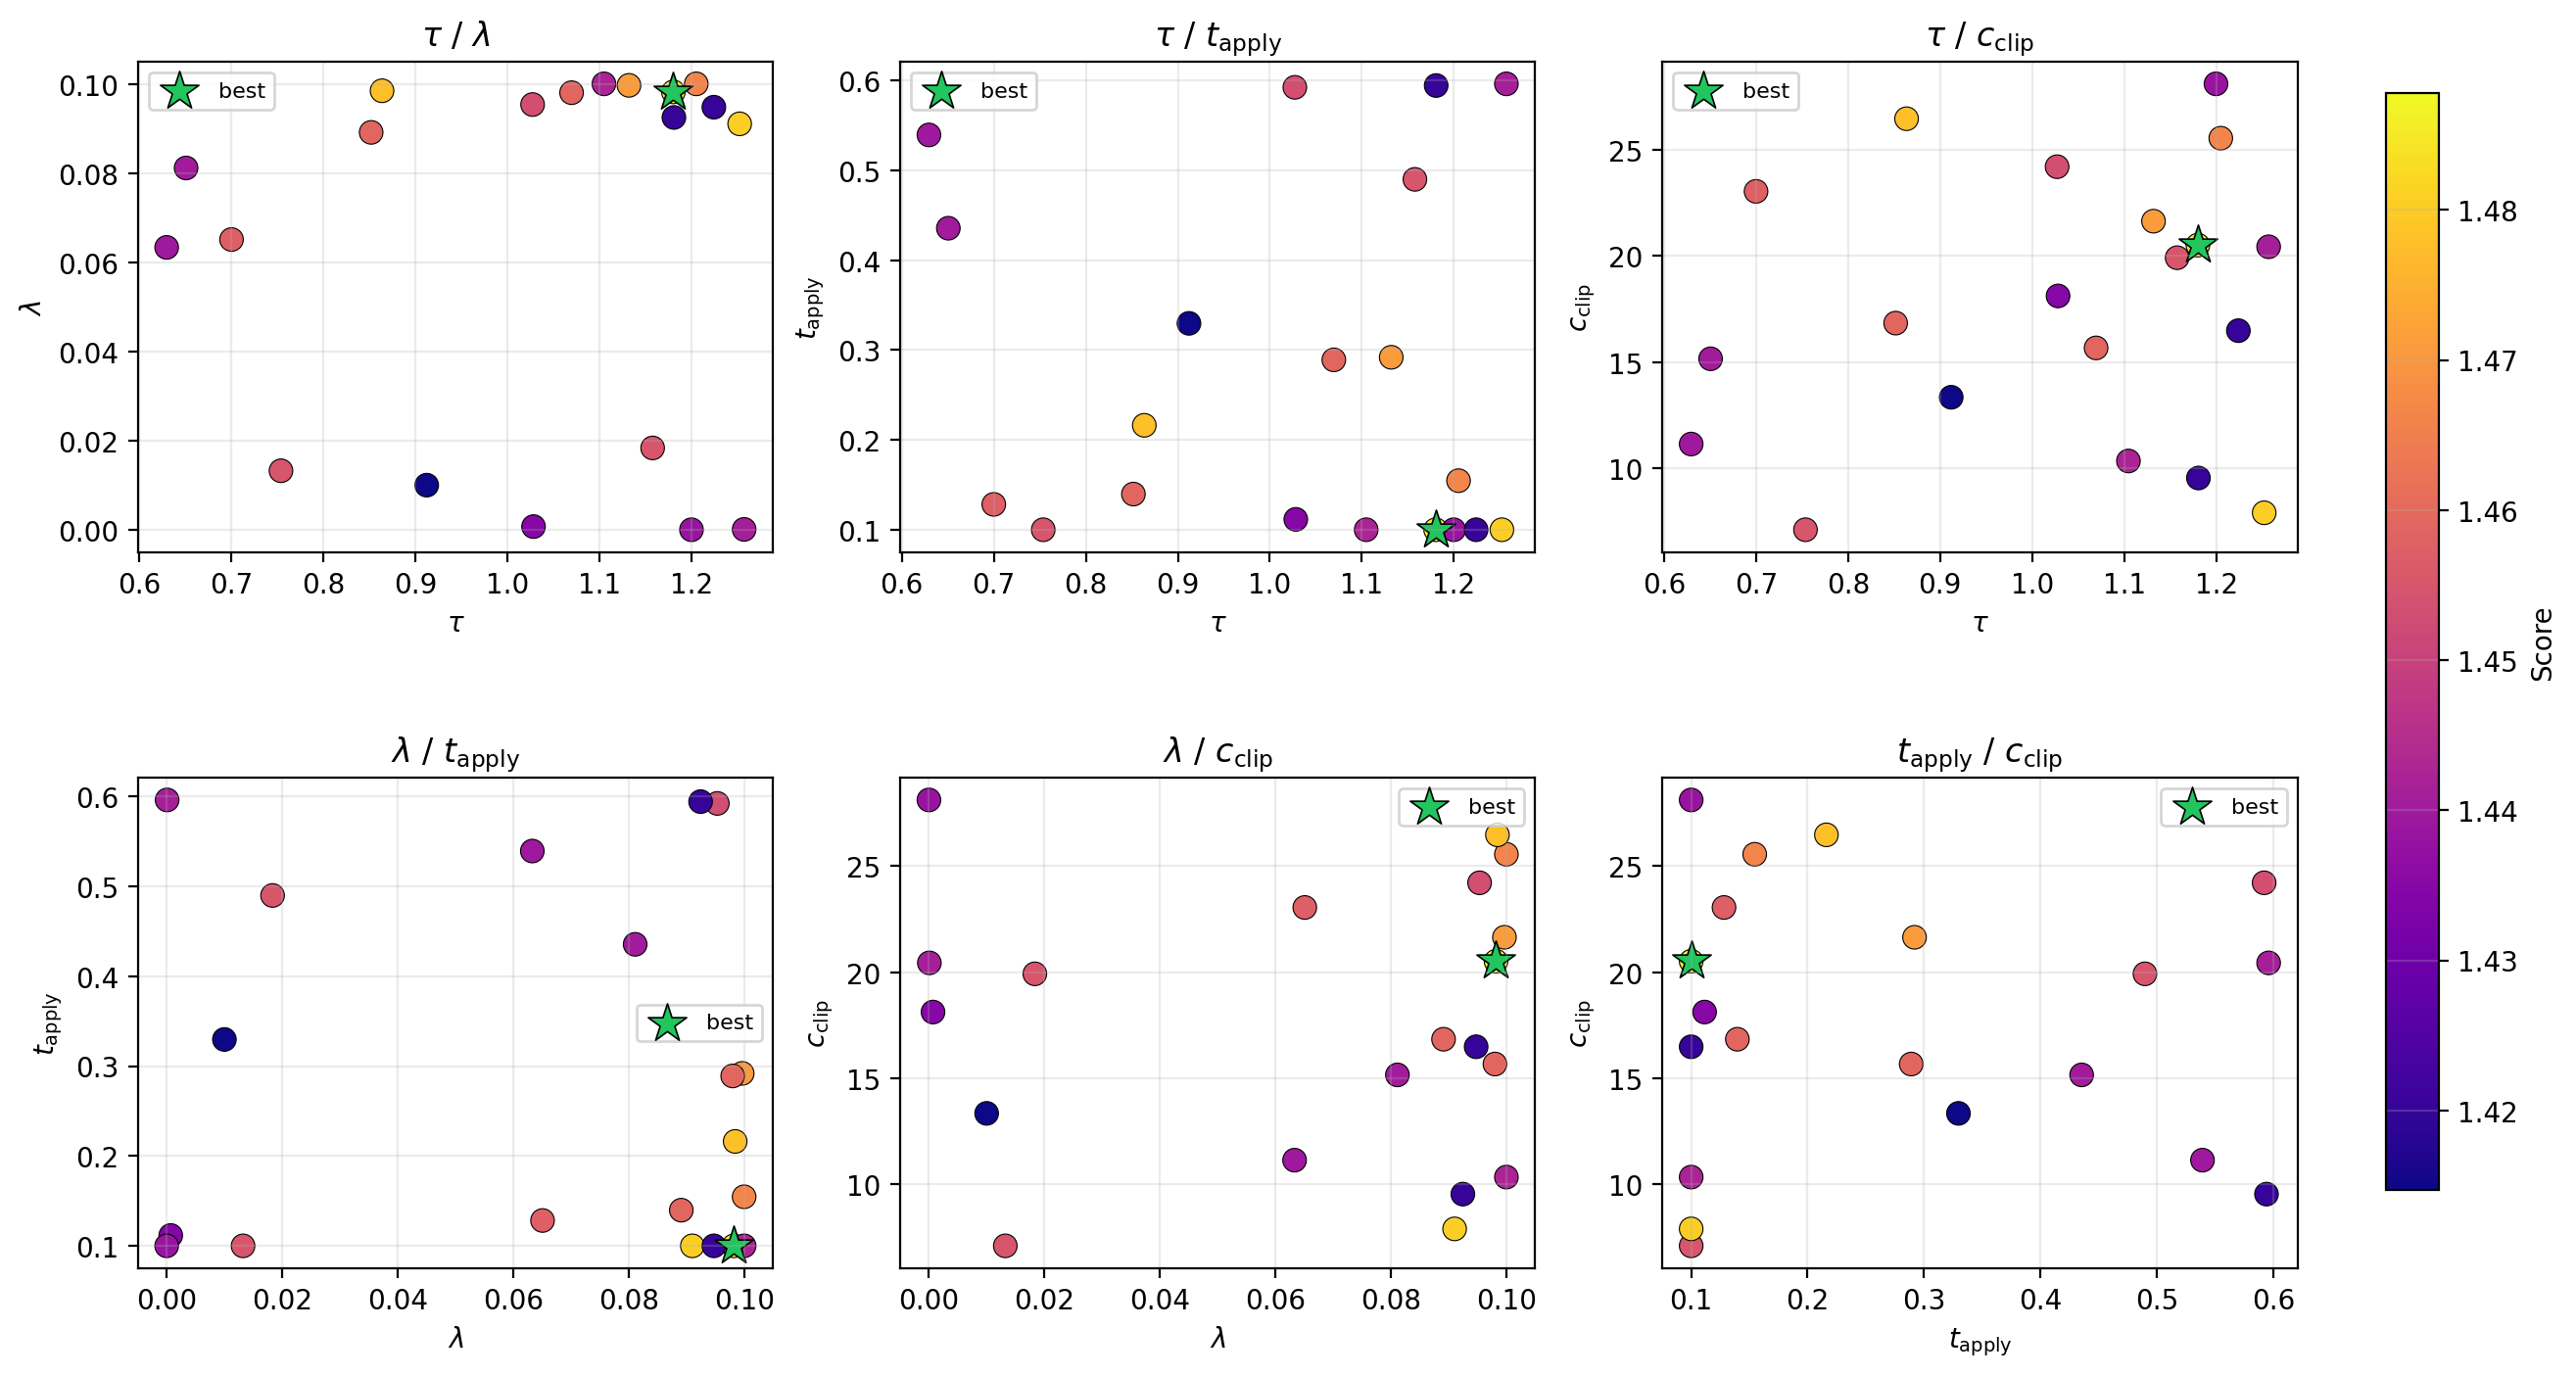 τ / λ
best
0.10
0.08
0.06
0.04
0.02
0.00
λ
0.6 0.7 0.8 0.9 1.0 1.1 1.2
τ
τ / t_apply
best
0.6
0.5
0.4
0.3
0.2
0.1
t_apply
0.6 0.7 0.8 0.9 1.0 1.1 1.2
τ
τ / c_clip
best
25
20
15
10
c_clip
0.6 0.7 0.8 0.9 1.0 1.1 1.2
τ
λ / t_apply
best
0.6
0.5
0.4
0.3
0.2
0.1
t_apply
0.00 0.02 0.04 0.06 0.08 0.10
λ
λ / c_clip
best
25
20
15
10
c_clip
0.00 0.02 0.04 0.06 0.08 0.10
λ
t_apply / c_clip
best
25
20
15
10
c_clip
0.1 0.2 0.3 0.4 0.5 0.6
t_apply
1.48
1.47
1.46
1.45
1.44
1.43
1.42
Score